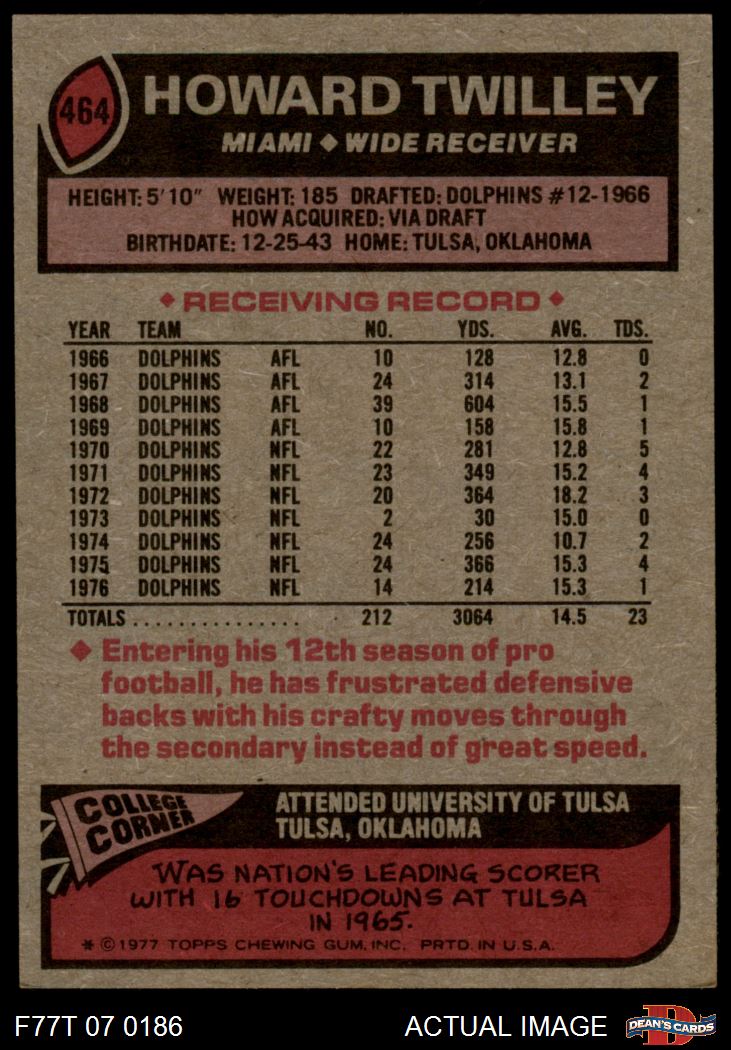 464
HOWARD TWILLEY
MIAMI ◆ WIDE RECEIVER
HEIGHT: 5'10" WEIGHT: 185 DRAFTED: DOLPHINS #12-1966
HOW ACQUIRED: VIA DRAFT
BIRTHDATE: 12-25-43 HOME: TULSA, OKLAHOMA
◆ RECEIVING RECORD ◆
YEAR TEAM NO. YDS. AVG. TDS.
1966 DOLPHINS AFL 10 128 12.8 0
1967 DOLPHINS AFL 24 314 13.1 2
1968 DOLPHINS AFL 39 604 15.5 1
1969 DOLPHINS AFL 10 158 15.8 1
1970 DOLPHINS NFL 22 281 12.8 5
1971 DOLPHINS NFL 23 349 15.2 4
1972 DOLPHINS NFL 20 364 18.2 3
1973 DOLPHINS NFL 2 30 15.0 0
1974 DOLPHINS NFL 24 256 10.7 2
1975 DOLPHINS NFL 24 366 15.3 4
1976 DOLPHINS NFL 14 214 15.3 1
TOTALS ................ 212 3064 14.5 23
◆ Entering his 12th season of pro
football, he has frustrated defensive
backs with his crafty moves through
the secondary instead of great speed.
COLLEGE
CORNER
ATTENDED UNIVERSITY OF TULSA
TULSA, OKLAHOMA
WAS NATION'S LEADING SCORER
WITH 16 TOUCHDOWNS AT TULSA
IN 1965.
* © 1977 TOPPS CHEWING GUM, INC. PRTD. IN U.S.A.
F77T 07 0186 ACTUAL IMAGE
D
DEAN'S CARDS